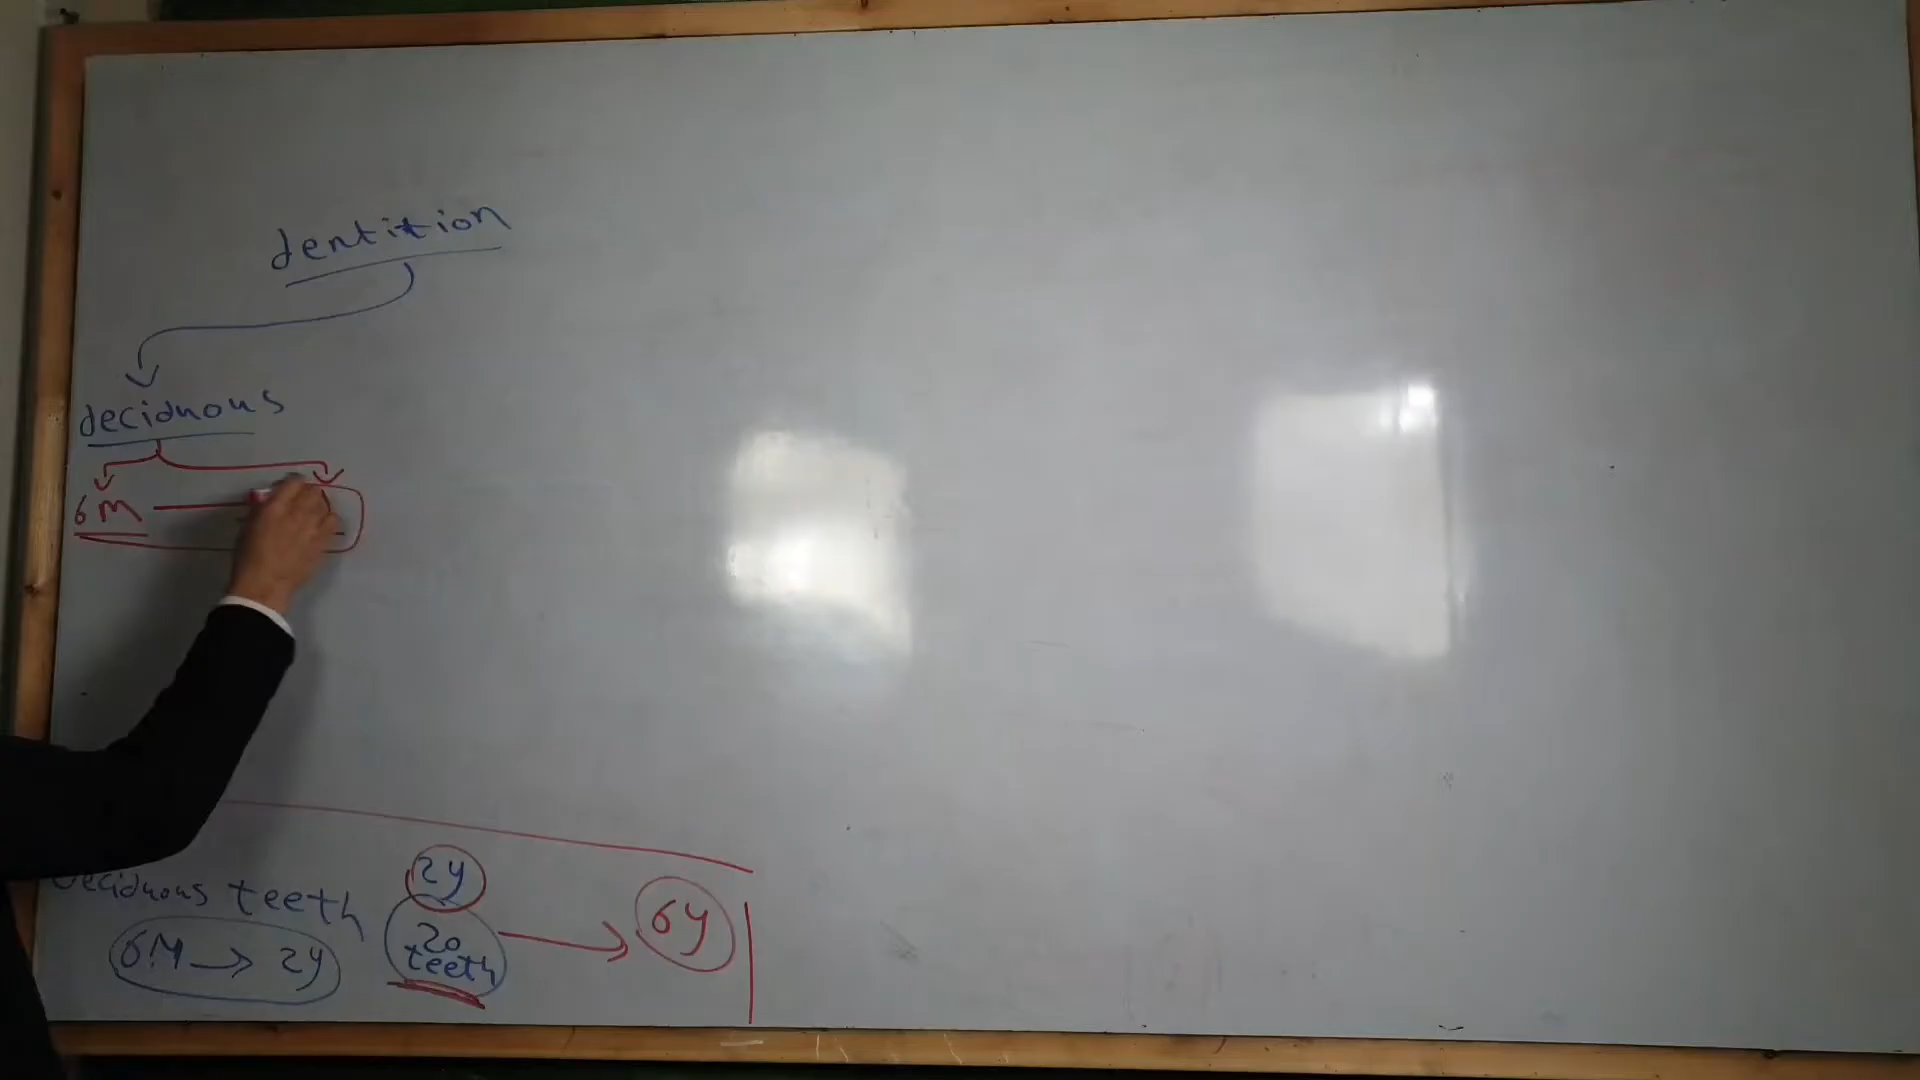 dentition
deciduous
6M
deciduous teeth
6M → 2y
2y
20
teeth
6y